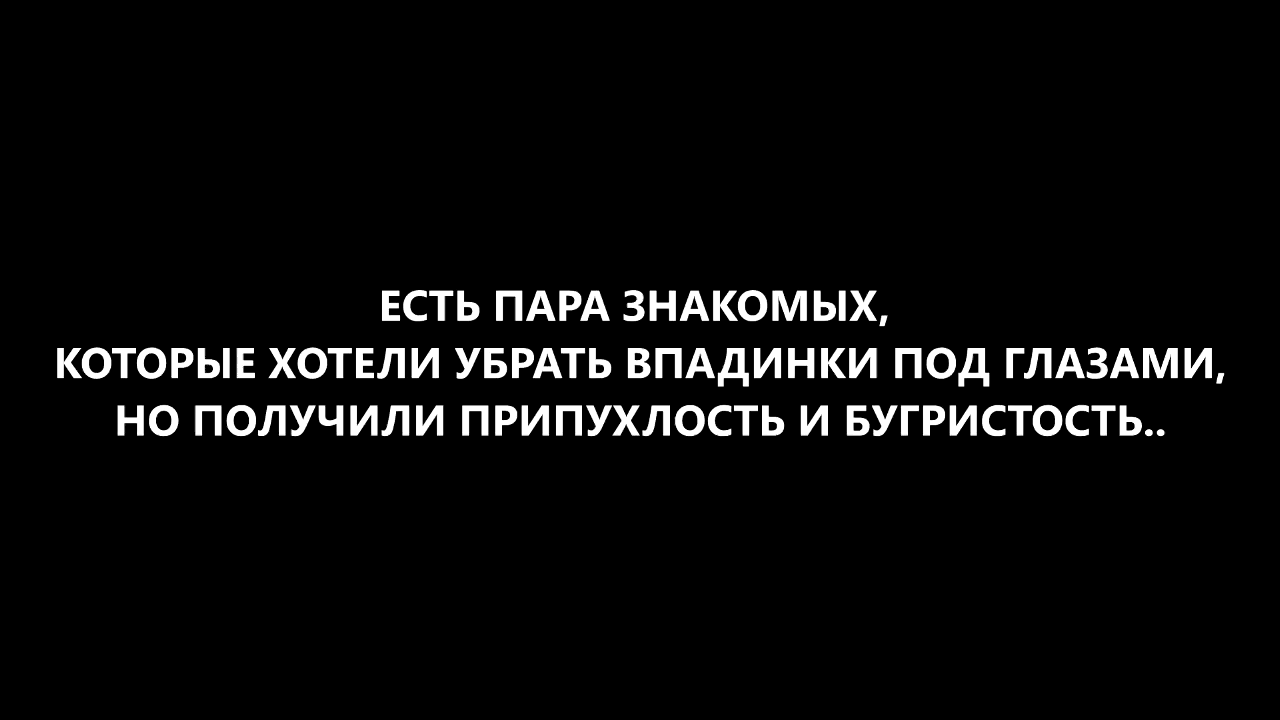 ЕСТЬ ПАРА ЗНАКОМЫХ,
КОТОРЫЕ ХОТЕЛИ УБРАТЬ ВПАДИНКИ ПОД ГЛАЗАМИ,
НО ПОЛУЧИЛИ ПРИПУХЛОСТЬ И БУГРИСТОСТЬ..